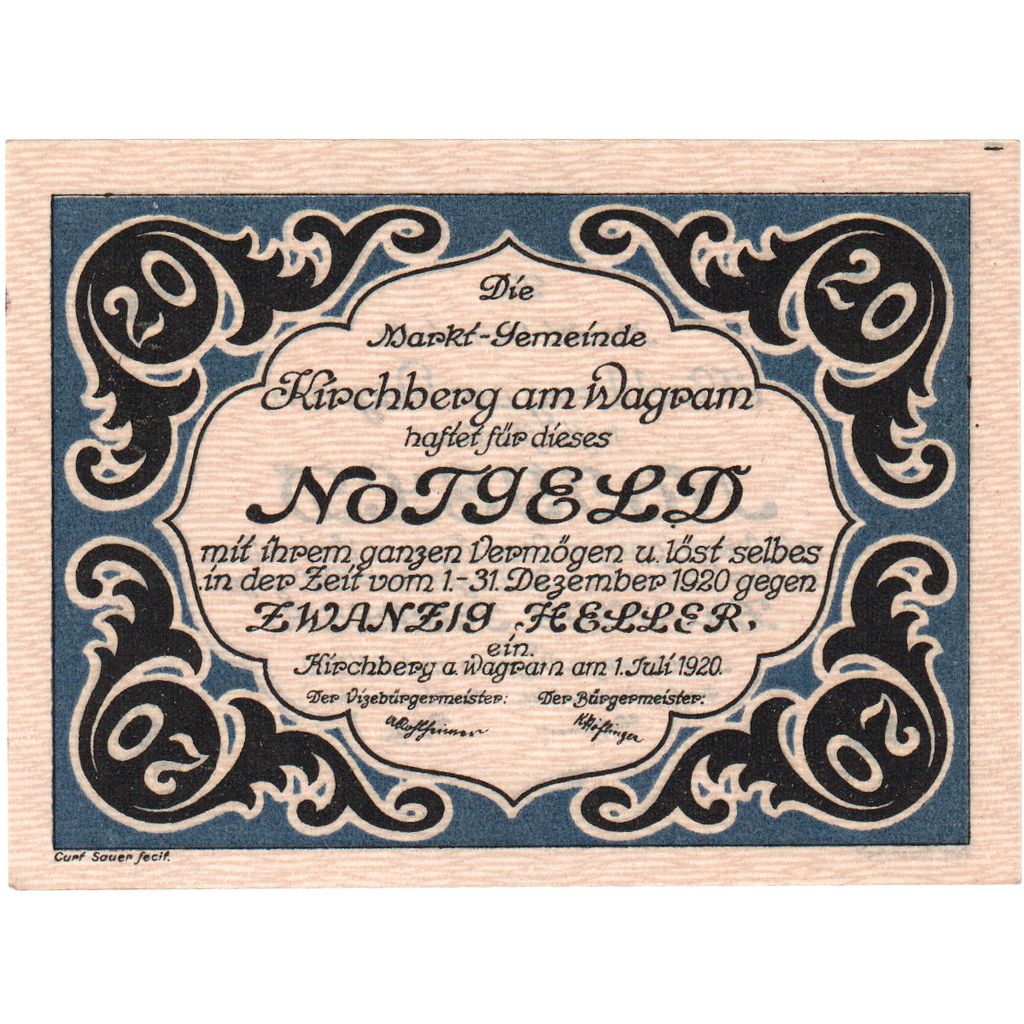 20 20
Die
Markt-Gemeinde
Kirchberg am Wagram
haftet für dieses
NOTGELD
mit ihrem ganzen Vermögen u. löst selbes
in der Zeit vom 1.-31. Dezember 1920 gegen
ZWANZIG HELLER,
ein.
Kirchberg a. Wagram am 1. Juli 1920.
Der Vizebürgermeister: Der Bürgermeister:
20 20
Curt Sauer fecit.